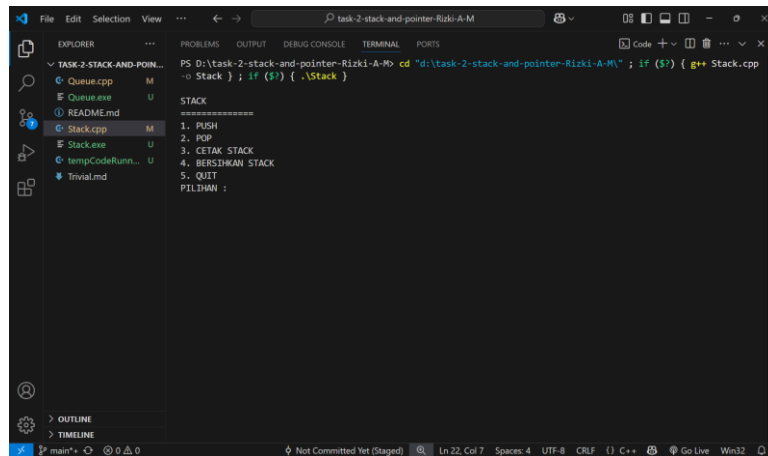 File Edit Selection View ··· ← → task-2-stack-and-pointer-Rizki-A-M
EXPLORER ···
TASK-2-STACK-AND-POIN...
Queue.cpp M
Queue.exe U
README.md
Stack.cpp M
Stack.exe U
tempCodeRunn... U
Trivial.md
OUTLINE
TIMELINE
7
PROBLEMS OUTPUT DEBUG CONSOLE TERMINAL PORTS Code
PS D:\task-2-stack-and-pointer-Rizki-A-M> cd "d:\task-2-stack-and-pointer-Rizki-A-M\" ; if ($?) { g++ Stack.cpp
-o Stack } ; if ($?) { .\Stack }
STACK
==============
1. PUSH
2. POP
3. CETAK STACK
4. BERSIHKAN STACK
5. QUIT
PILIHAN :
main*+ 0 0 Not Committed Yet (Staged) Ln 22, Col 7 Spaces: 4 UTF-8 CRLF {} C++ Go Live Win32